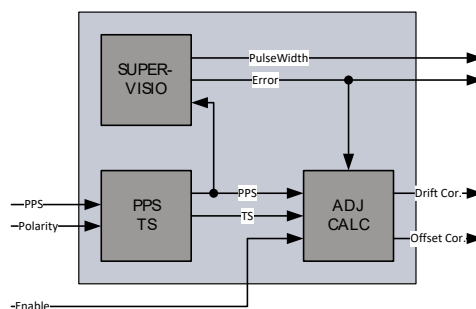 PulseWidth
SUPER-
VISIO
Error
PPS
PPS
TS
PPS
TS
Polarity
ADJ
CALC
Drift Cor.
Offset Cor.
Enable